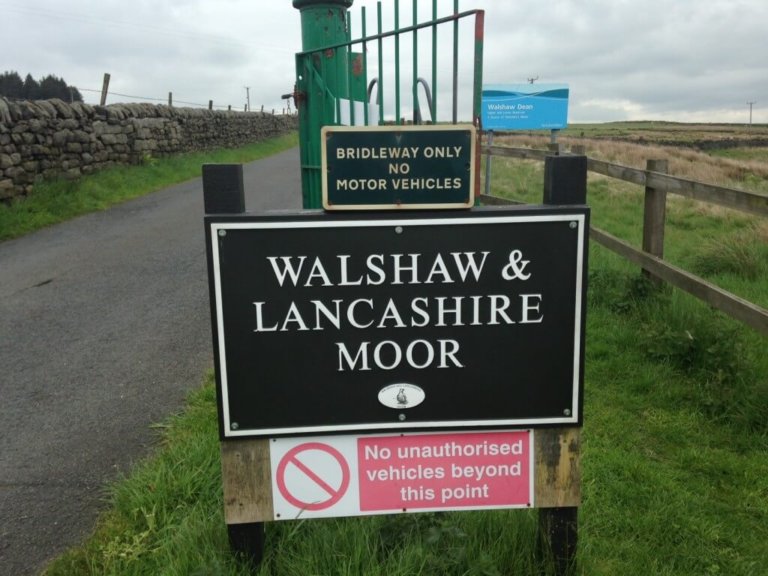 Walshaw Dean
BRIDLEWAY ONLY
NO
MOTOR VEHICLES
WALSHAW &
LANCASHIRE
MOOR
No unauthorised
vehicles beyond
this point